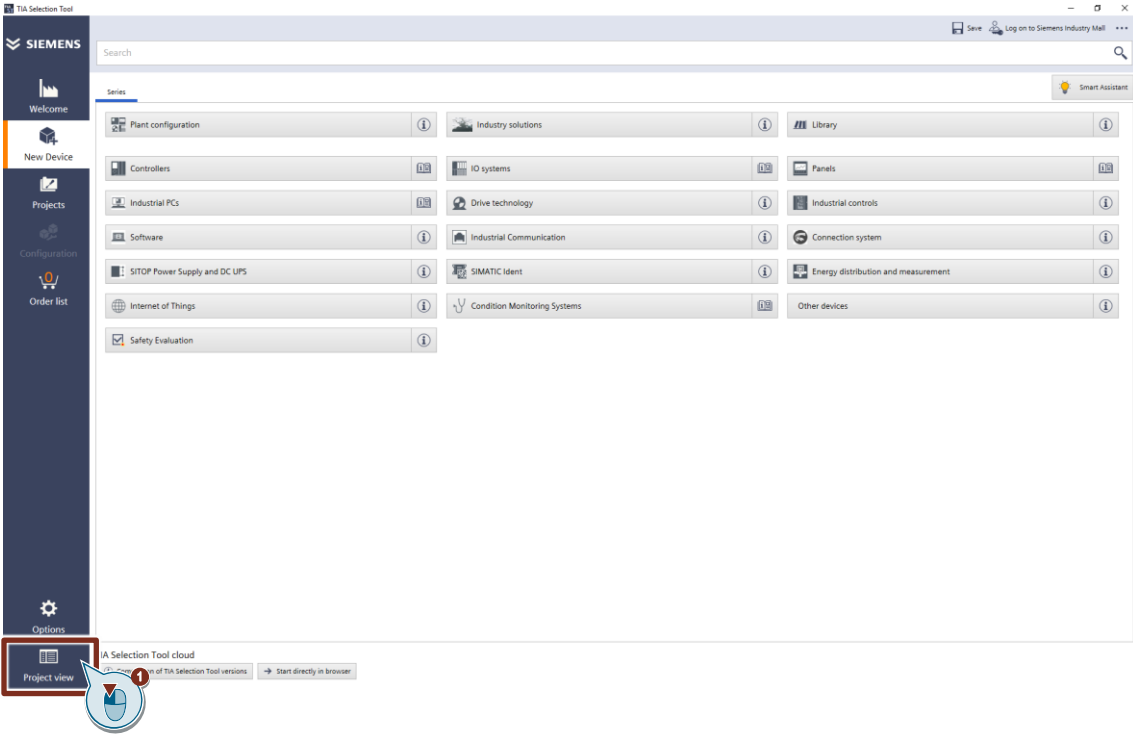 TIA Selection Tool
SIEMENS
Save
Log on to Siemens Industry Mall
Search
Welcome
New Device
Projects
Configuration
0
Order list
Options
Project view
Series
Smart Assistant
Plant configuration
Industry solutions
Library
Controllers
IO systems
Panels
Industrial PCs
Drive technology
Industrial controls
Software
Industrial Communication
Connection system
SITOP Power Supply and DC UPS
SIMATIC Ident
Energy distribution and measurement
Internet of Things
Condition Monitoring Systems
Other devices
Safety Evaluation
IA Selection Tool cloud
of TIA Selection Tool versions
Start directly in browser
1